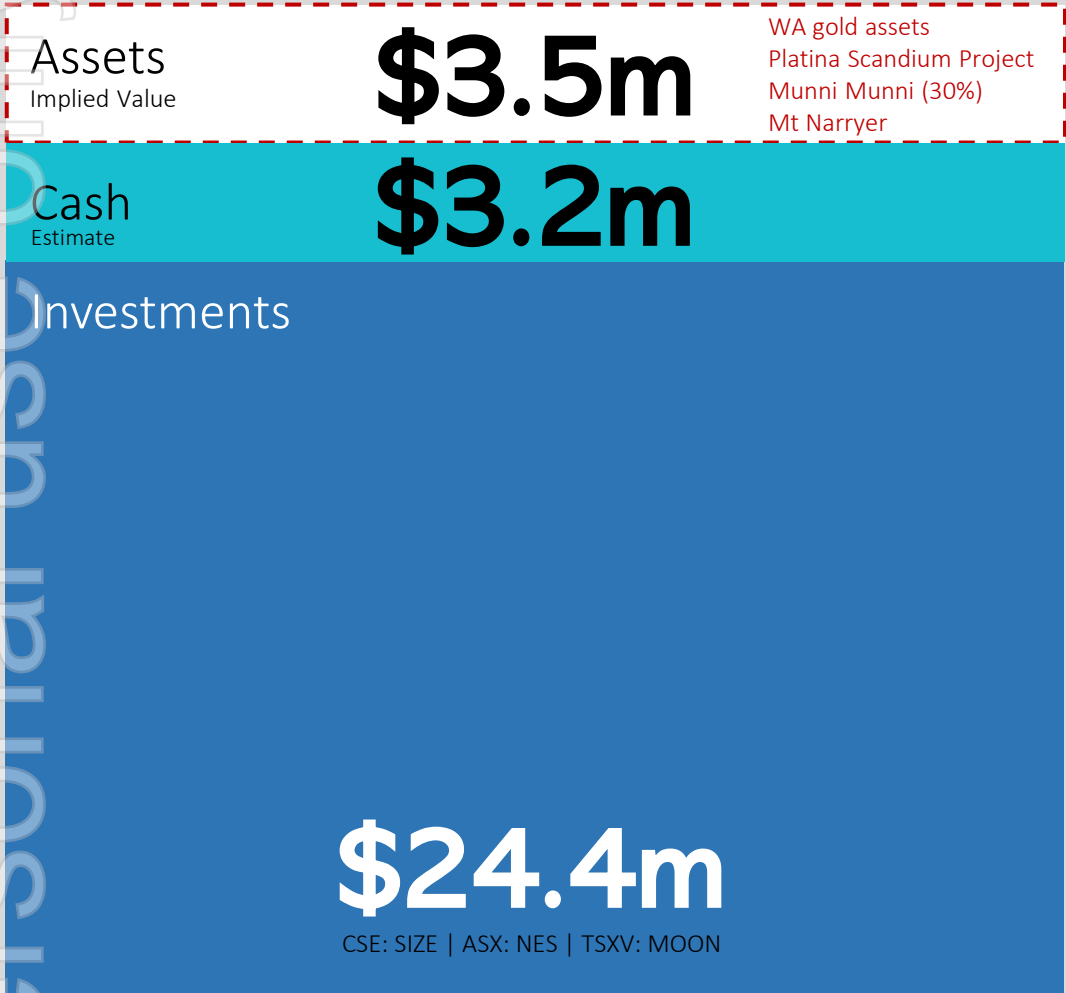 Assets
Implied Value
$3.5m
WA gold assets
Platina Scandium Project
Munni Munni (30%)
Mt Narryer
Cash
Estimate
$3.2m
Investments
$24.4m
CSE: SIZE | ASX: NES | TSXV: MOON